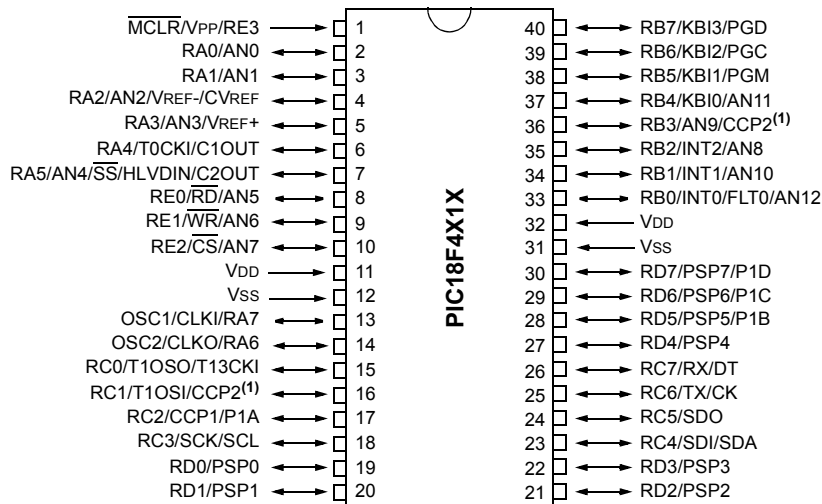 MCLR/VPP/RE3 1 40 RB7/KBI3/PGD
RA0/AN0 2 39 RB6/KBI2/PGC
RA1/AN1 3 38 RB5/KBI1/PGM
RA2/AN2/VREF-/CVREF 4 37 RB4/KBI0/AN11
RA3/AN3/VREF+ 5 36 RB3/AN9/CCP2(1)
RA4/T0CKI/C1OUT 6 35 RB2/INT2/AN8
RA5/AN4/SS/HLVDIN/C2OUT 7 34 RB1/INT1/AN10
RE0/RD/AN5 8 33 RB0/INT0/FLT0/AN12
RE1/WR/AN6 9 32 VDD
RE2/CS/AN7 10 31 VSS
VDD 11 30 RD7/PSP7/P1D
VSS 12 29 RD6/PSP6/P1C
OSC1/CLKI/RA7 13 28 RD5/PSP5/P1B
OSC2/CLKO/RA6 14 27 RD4/PSP4
RC0/T1OSO/T13CKI 15 26 RC7/RX/DT
RC1/T1OSI/CCP2(1) 16 25 RC6/TX/CK
RC2/CCP1/P1A 17 24 RC5/SDO
RC3/SCK/SCL 18 23 RC4/SDI/SDA
RD0/PSP0 19 22 RD3/PSP3
RD1/PSP1 20 21 RD2/PSP2
PIC18F4X1X